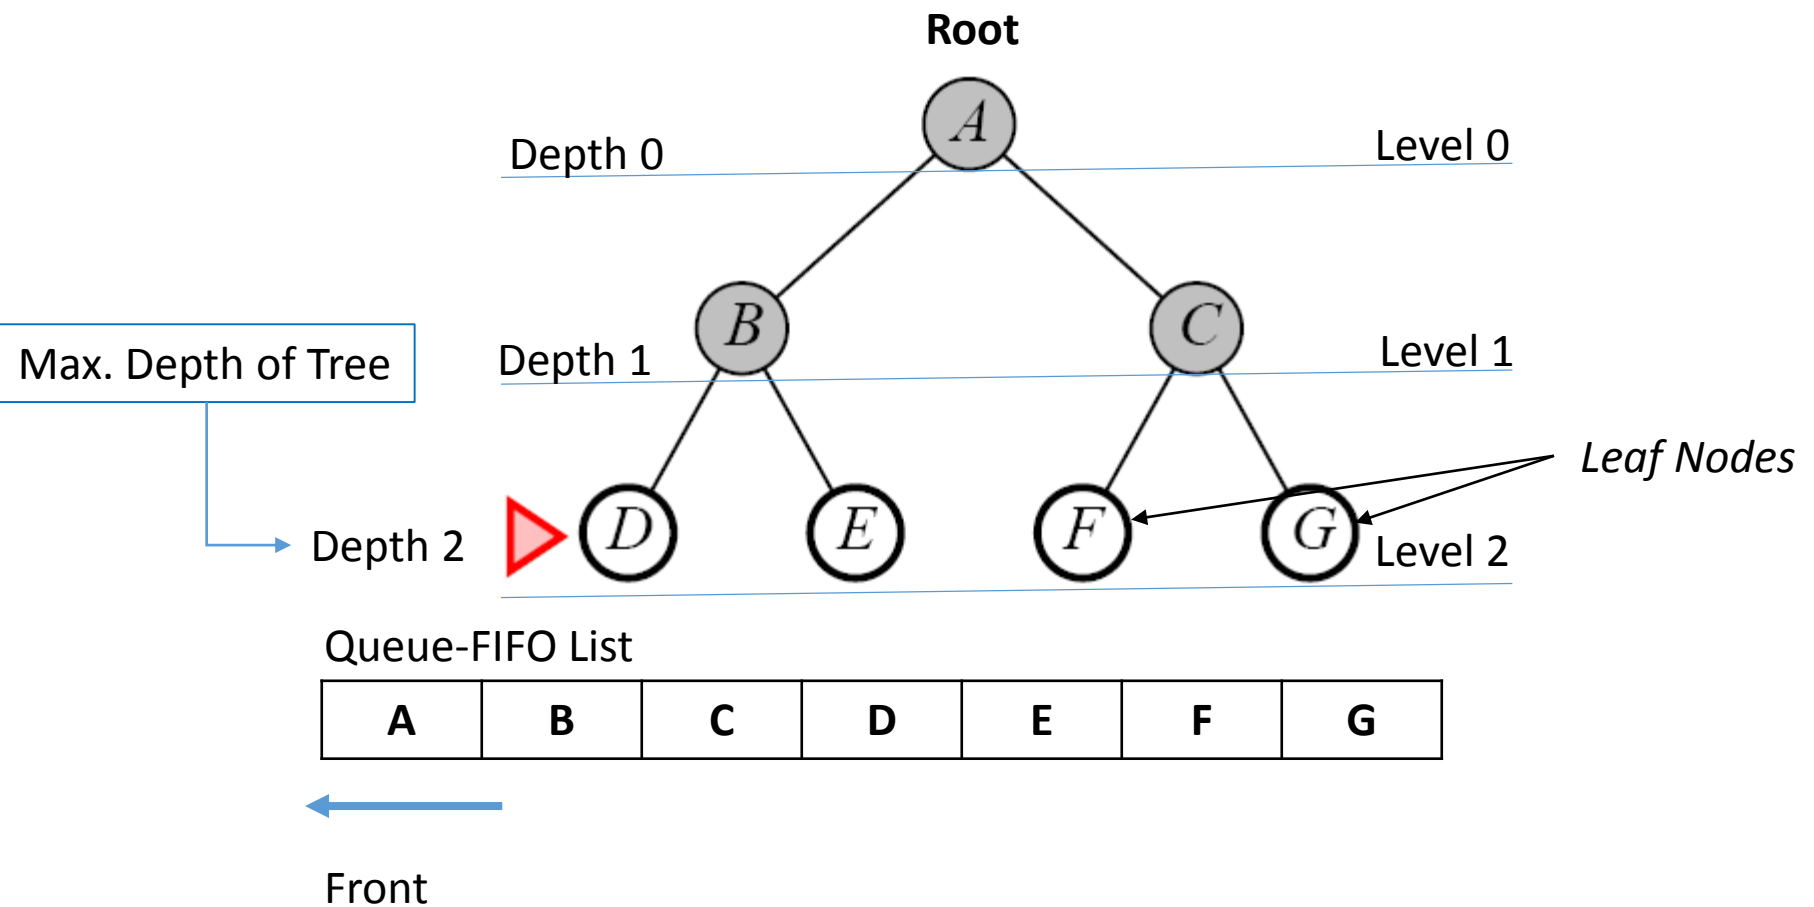 Root
A
Depth 0
Level 0
B
C
Max. Depth of Tree
Depth 1
Level 1
Leaf Nodes
D
E
F
G
Depth 2
Level 2
Queue-FIFO List
A B C D E F G
Front